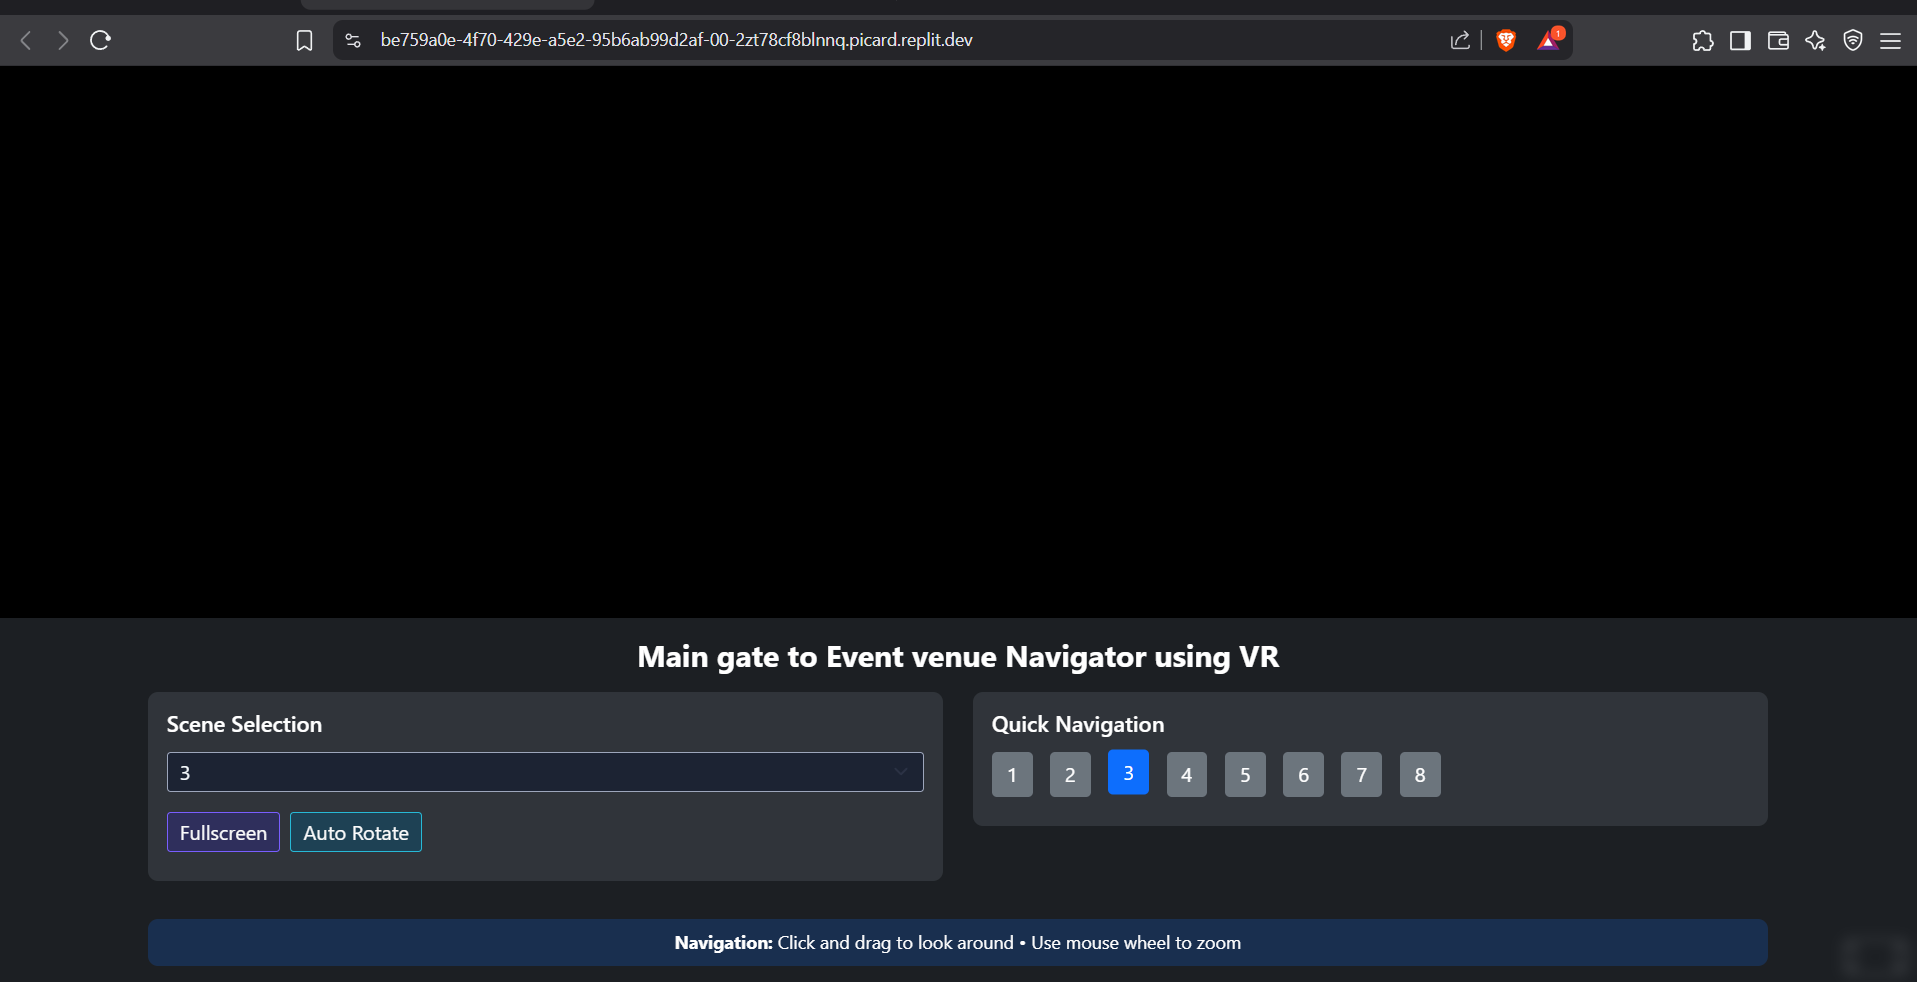 be759a0e-4f70-429e-a5e2-95b6ab99d2af-00-2zt78cf8blnnq.picard.replit.dev
1
Main gate to Event venue Navigator using VR
Scene Selection
3
Fullscreen Auto Rotate
Quick Navigation
1 2 3 4 5 6 7 8
Navigation: Click and drag to look around • Use mouse wheel to zoom